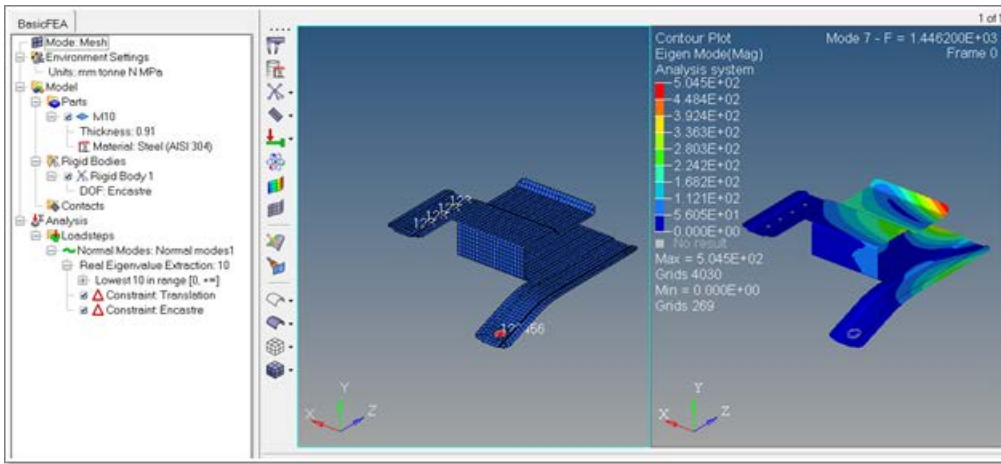 1 of 1
BasicFEA
Mode: Mesh
Environment Settings
Units: mm tonne N MPa
Model
Parts
M10
Thickness: 0.91
Material: Steel (AISI 304)
Rigid Bodies
Rigid Body 1
DOF: Encastre
Contacts
Analysis
Loadsteps
Normal Modes: Normal modes1
Real Eigenvalue Extraction: 10
Lowest 10 in range [0, +∞]
Constraint: Translation
Constraint: Encastre
Y
X
Z
Contour Plot
Eigen Mode(Mag)
Analysis system
5.045E+02
4.484E+02
3.924E+02
3.363E+02
2.803E+02
2.242E+02
1.682E+02
1.121E+02
5.605E+01
0.000E+00
No result
Max = 5.045E+02
Grids 4030
Min = 0.000E+00
Grids 269
Mode 7 - F = 1.446200E+03
Frame 0
Y
X
Z